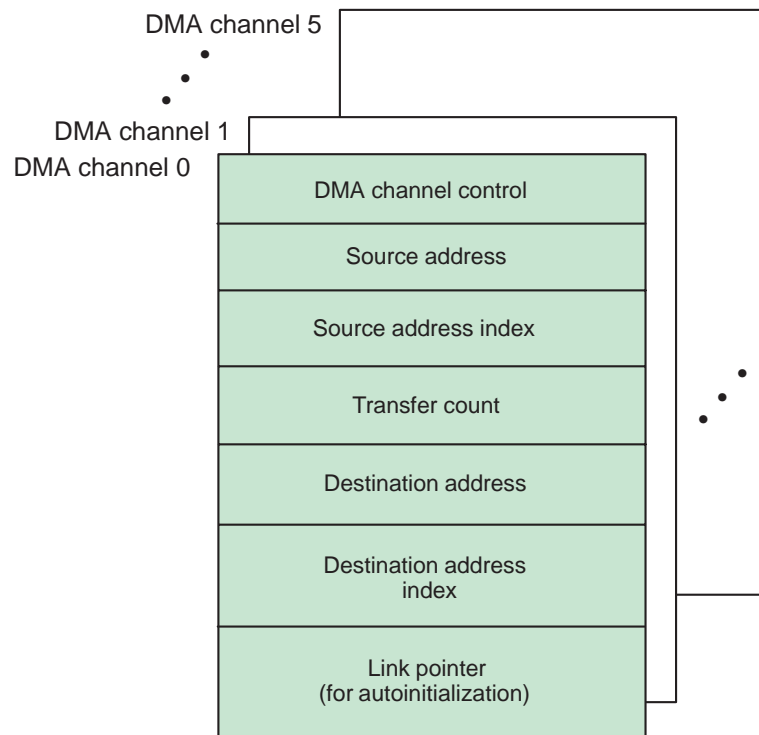 DMA channel 5
DMA channel 1
DMA channel 0
DMA channel control
Source address
Source address index
Transfer count
Destination address
Destination address
index
Link pointer
(for autoinitialization)